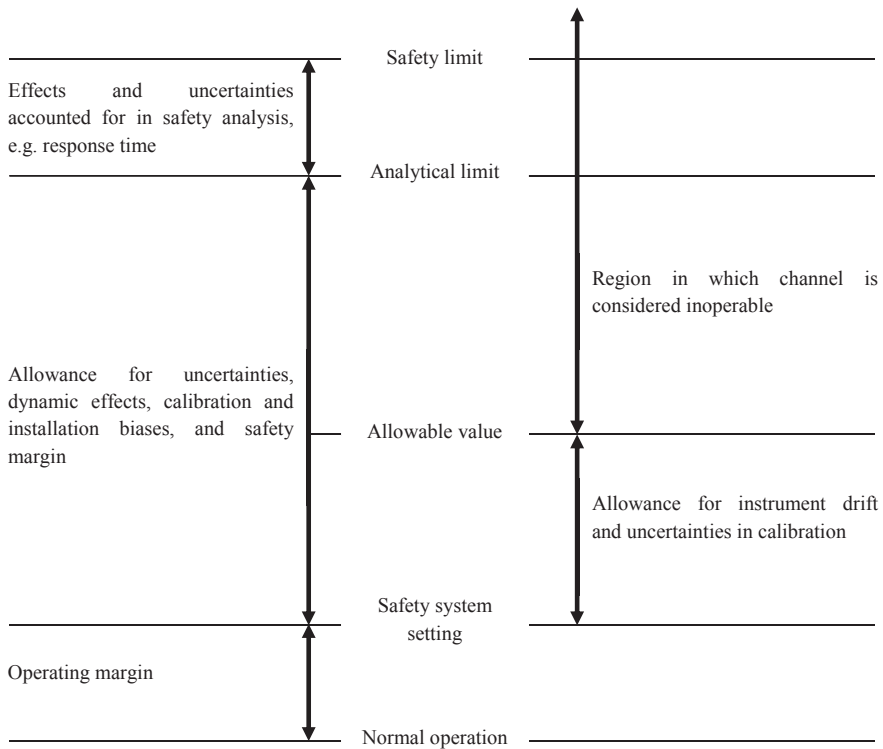 Safety limit
Effects and uncertainties
accounted for in safety analysis,
e.g. response time
Analytical limit
Region in which channel is
considered inoperable
Allowance for uncertainties,
dynamic effects, calibration and
installation biases, and safety
margin
Allowable value
Allowance for instrument drift
and uncertainties in calibration
Safety system
setting
Operating margin
Normal operation